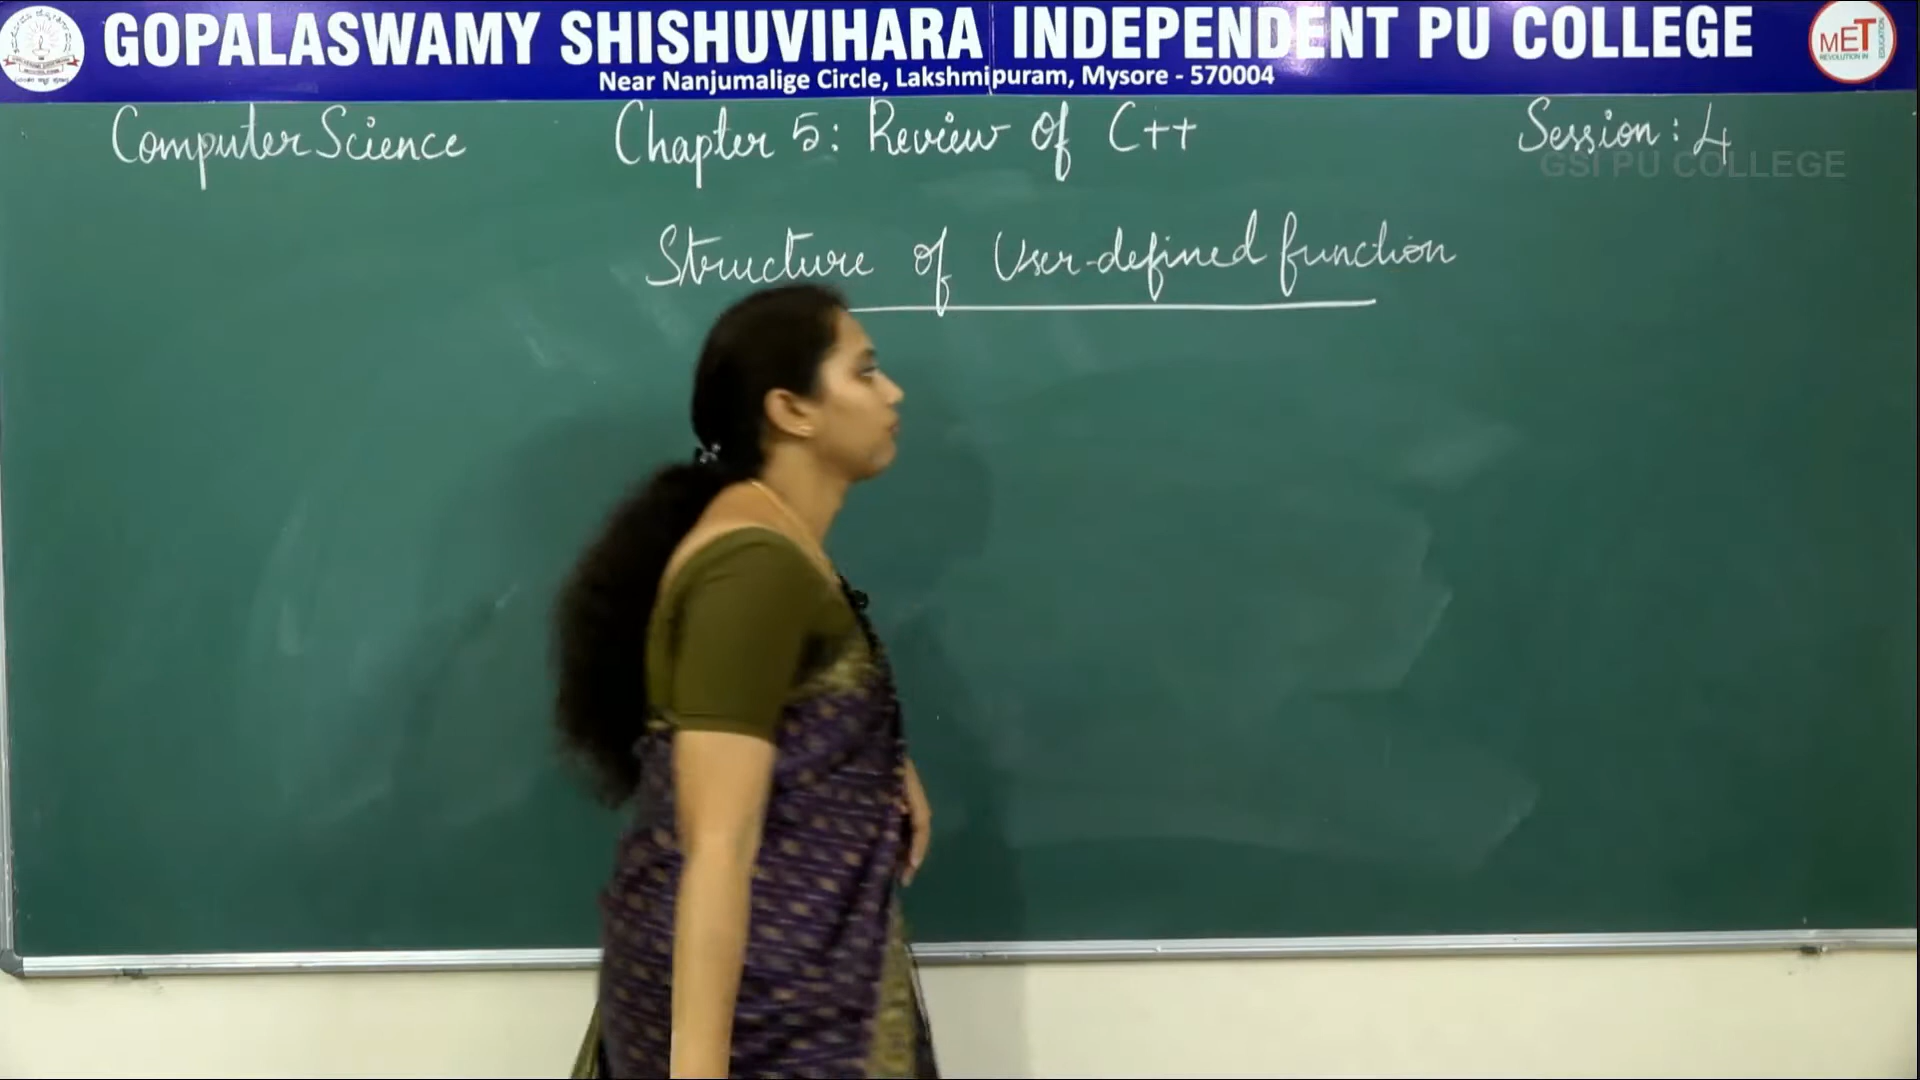 GOPALASWAMY SHISHUVIHARA INDEPENDENT PU COLLEGE
Near Nanjumalige Circle, Lakshmipuram, Mysore - 570004
MET
Computer Science Chapter 5: Review Of C++ Session: 4
GSI PU COLLEGE
Structure of User-defined function